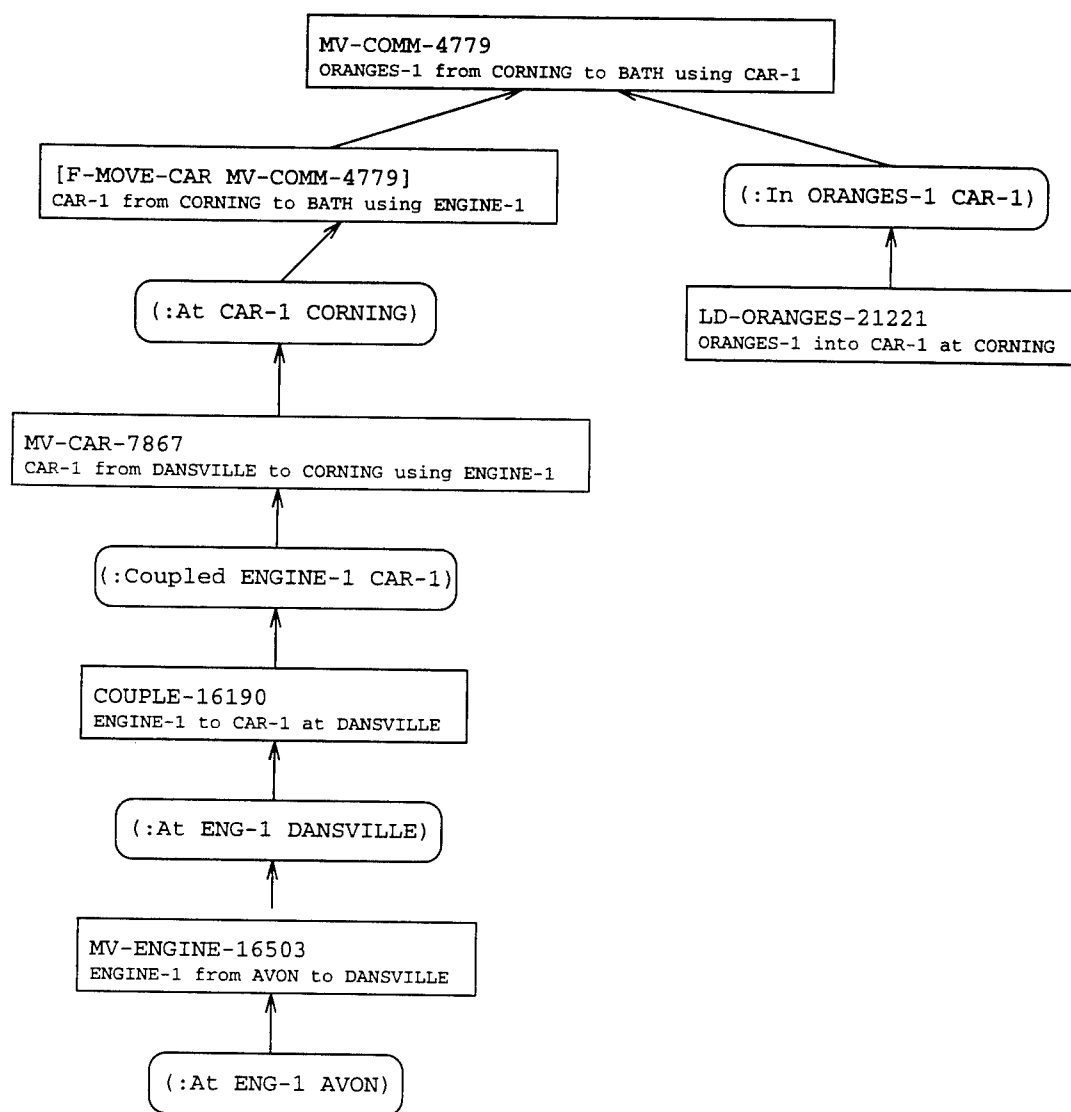 MV-COMM-4779
ORANGES-1 from CORNING to BATH using CAR-1
[F-MOVE-CAR MV-COMM-4779]
CAR-1 from CORNING to BATH using ENGINE-1
(:In ORANGES-1 CAR-1)
(:At CAR-1 CORNING)
LD-ORANGES-21221
ORANGES-1 into CAR-1 at CORNING
MV-CAR-7867
CAR-1 from DANSVILLE to CORNING using ENGINE-1
(:Coupled ENGINE-1 CAR-1)
COUPLE-16190
ENGINE-1 to CAR-1 at DANSVILLE
(:At ENG-1 DANSVILLE)
MV-ENGINE-16503
ENGINE-1 from AVON to DANSVILLE
(:At ENG-1 AVON)